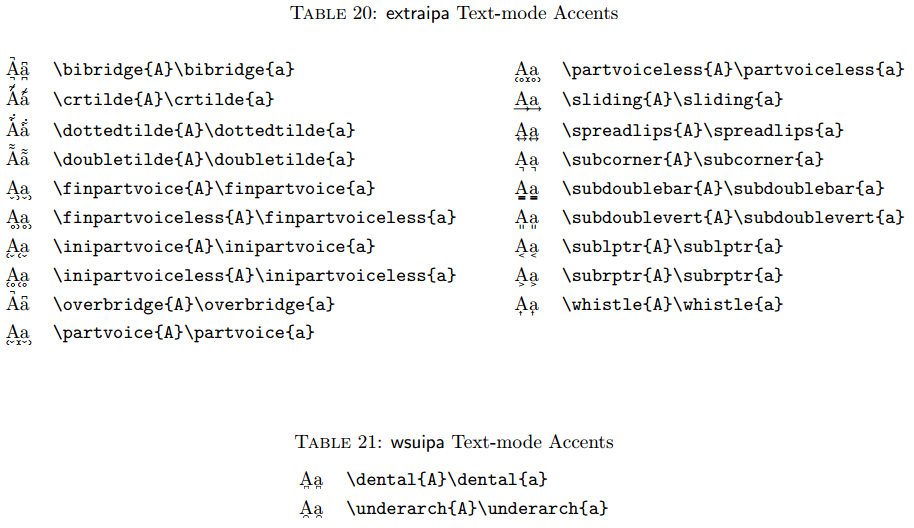 TABLE 20: extraipa Text-mode Accents
Ȧa \bibridge{A}\bibridge{a}
Aa \crtilde{A}\crtilde{a}
Aa \dottedtilde{A}\dottedtilde{a}
Aa \doubletilde{A}\doubletilde{a}
Aa \finpartvoice{A}\finpartvoice{a}
Aa \finpartvoiceless{A}\finpartvoiceless{a}
Aa \inipartvoice{A}\inipartvoice{a}
Aa \inipartvoiceless{A}\inipartvoiceless{a}
Aa \overbridge{A}\overbridge{a}
Aa \partvoice{A}\partvoice{a}
Aa \partvoiceless{A}\partvoiceless{a}
Aa \sliding{A}\sliding{a}
A͍a͍ \spreadlips{A}\spreadlips{a}
A͉a͉ \subcorner{A}\subcorner{a}
A͇a͇ \subdoublebar{A}\subdoublebar{a}
A͈a͈ \subdoublevert{A}\subdoublevert{a}
A͔a͔ \sublptr{A}\sublptr{a}
A͕a͕ \subrptr{A}\subrptr{a}
A͎a͎ \whistle{A}\whistle{a}
TABLE 21: wsuipa Text-mode Accents
A̪a̪ \dental{A}\dental{a}
A̯a̯ \underarch{A}\underarch{a}